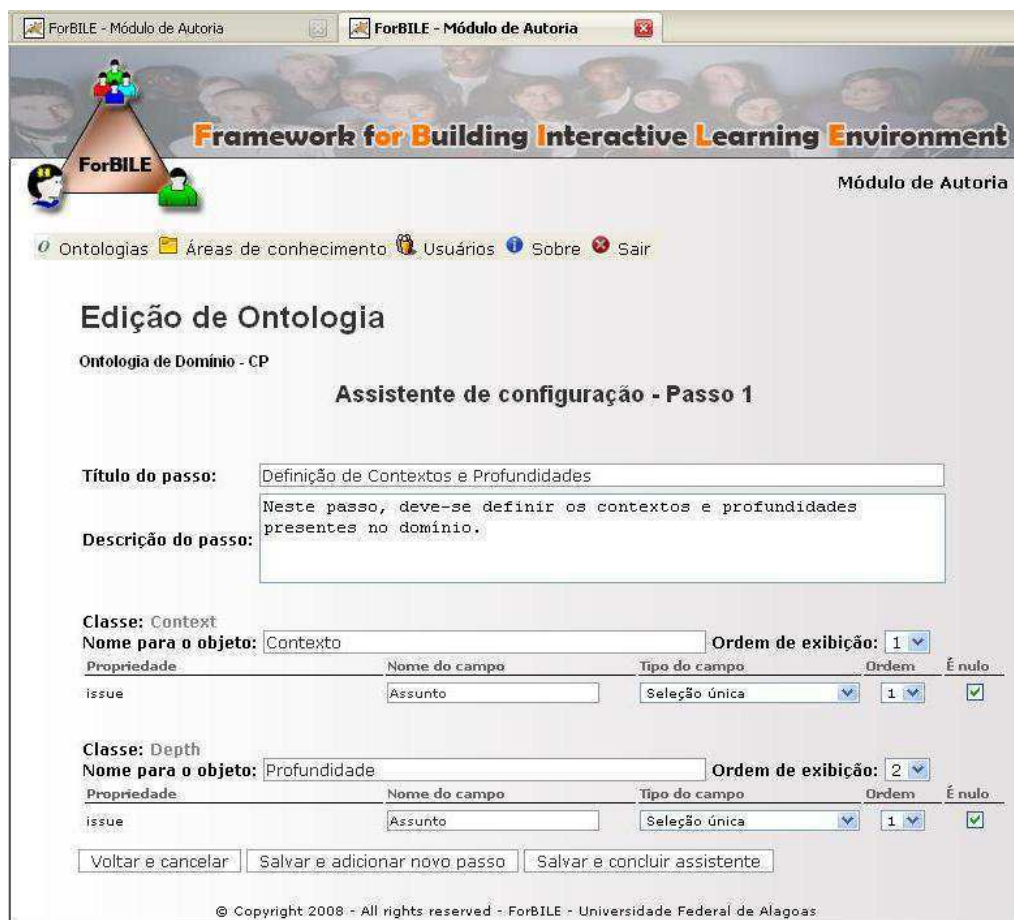 ForBILE - Módulo de Autoria ForBILE - Módulo de Autoria
Framework for Building Interactive Learning Environment
ForBILE
Módulo de Autoria
Ontologias Áreas de conhecimento Usuários Sobre Sair
Edição de Ontologia
Ontologia de Domínio - CP
Assistente de configuração - Passo 1
Título do passo: Definição de Contextos e Profundidades
Descrição do passo: Neste passo, deve-se definir os contextos e profundidades
presentes no domínio.
Classe: Context
Nome para o objeto: Contexto Ordem de exibição: 1
Propriedade Nome do campo Tipo do campo Ordem É nulo
issue Assunto Seleção única 1
Classe: Depth
Nome para o objeto: Profundidade Ordem de exibição: 2
Propriedade Nome do campo Tipo do campo Ordem É nulo
issue Assunto Seleção única 1
Voltar e cancelar Salvar e adicionar novo passo Salvar e concluir assistente
© Copyright 2008 - All rights reserved - ForBILE - Universidade Federal de Alagoas